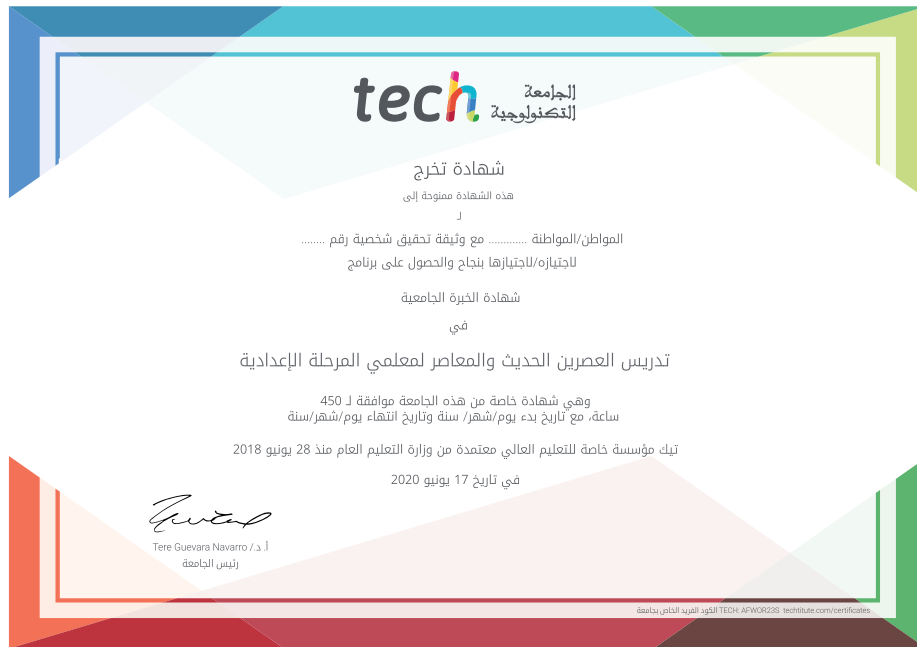 tech الجامعة
التكنولوجية
شهادة تخرج
هذه الشهادة ممنوحة إلى
لـ
المواطن/المواطنة ............ مع وثيقة تحقيق شخصية رقم ........
لاجتيازه/لاجتيازها بنجاح والحصول على برنامج
شهادة الخبرة الجامعية
في
تدريس العصرين الحديث والمعاصر لمعلمي المرحلة الإعدادية
وهي شهادة خاصة من هذه الجامعة موافقة لـ 450
ساعة، مع تاريخ بدء يوم/شهر/ سنة وتاريخ انتهاء يوم/شهر/سنة
تيك مؤسسة خاصة للتعليم العالي معتمدة من وزارة التعليم العام منذ 28 يونيو 2018
في تاريخ 17 يونيو 2020
أ. د./ Tere Guevara Navarro
رئيس الجامعة
الكود الفريد الخاص بجامعة TECH: AFWOR23S techtitute.com/certificates